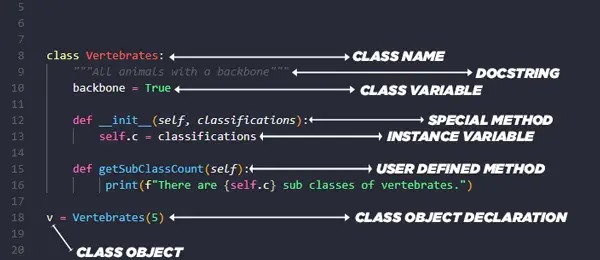 5
6
7
8 class Vertebrates: CLASS NAME
9 """All animals with a backbone""" DOCSTRING
10 backbone = True CLASS VARIABLE
11
12 def __init__(self, classifications): SPECIAL METHOD
13 self.c = classifications INSTANCE VARIABLE
14
15 def getSubClassCount(self): USER DEFINED METHOD
16 print(f"There are {self.c} sub classes of vertebrates.")
17
18 v = Vertebrates(5) CLASS OBJECT DECLARATION
19
20 CLASS OBJECT